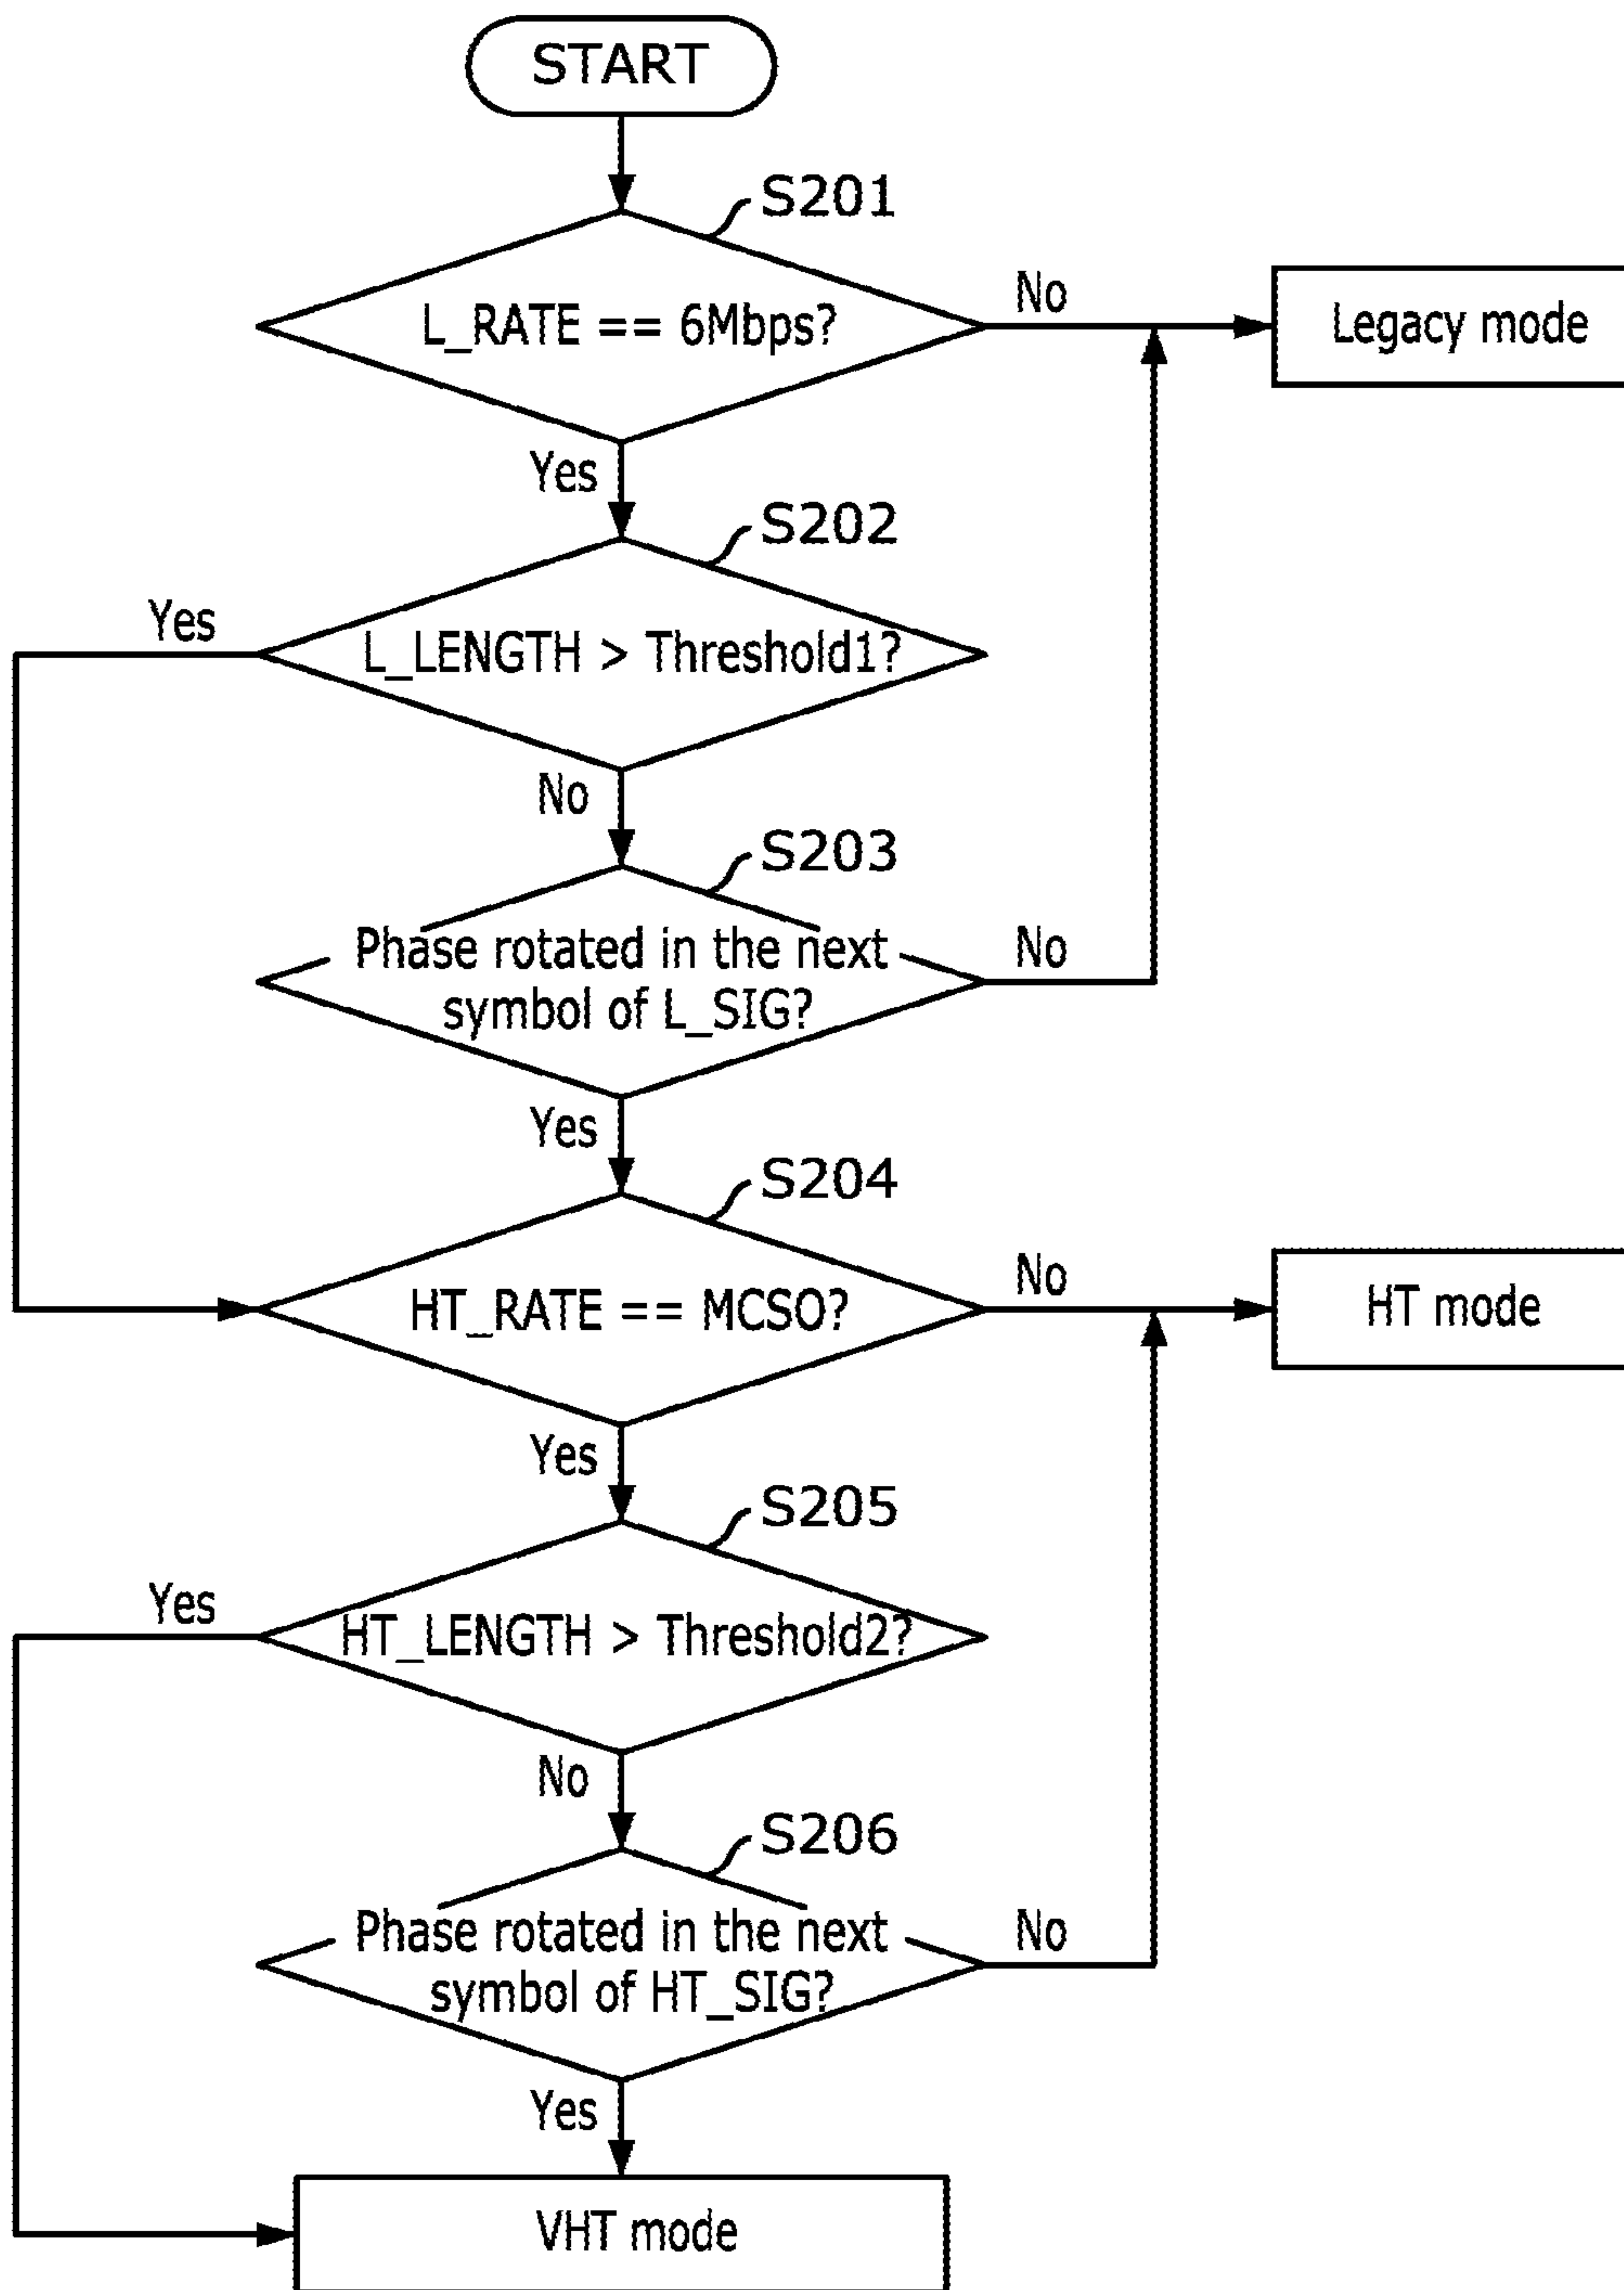 START
S201
L_RATE == 6Mbps?
No
Legacy mode
Yes
S202
Yes
L_LENGTH > Threshold1?
No
S203
Phase rotated in the next
symbol of L_SIG?
No
Yes
S204
HT_RATE == MCSO?
No
HT mode
Yes
S205
Yes
HT_LENGTH > Threshold2?
No
S206
Phase rotated in the next
symbol of HT_SIG?
No
Yes
VHT mode